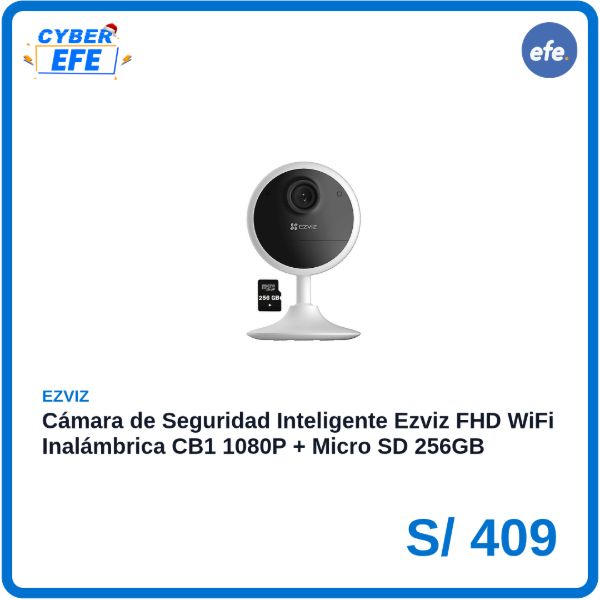 CYBER
EFE
efe.
EZVIZ
micro
256 GB
EZVIZ
Cámara de Seguridad Inteligente Ezviz FHD WiFi
Inalámbrica CB1 1080P + Micro SD 256GB
S/ 409